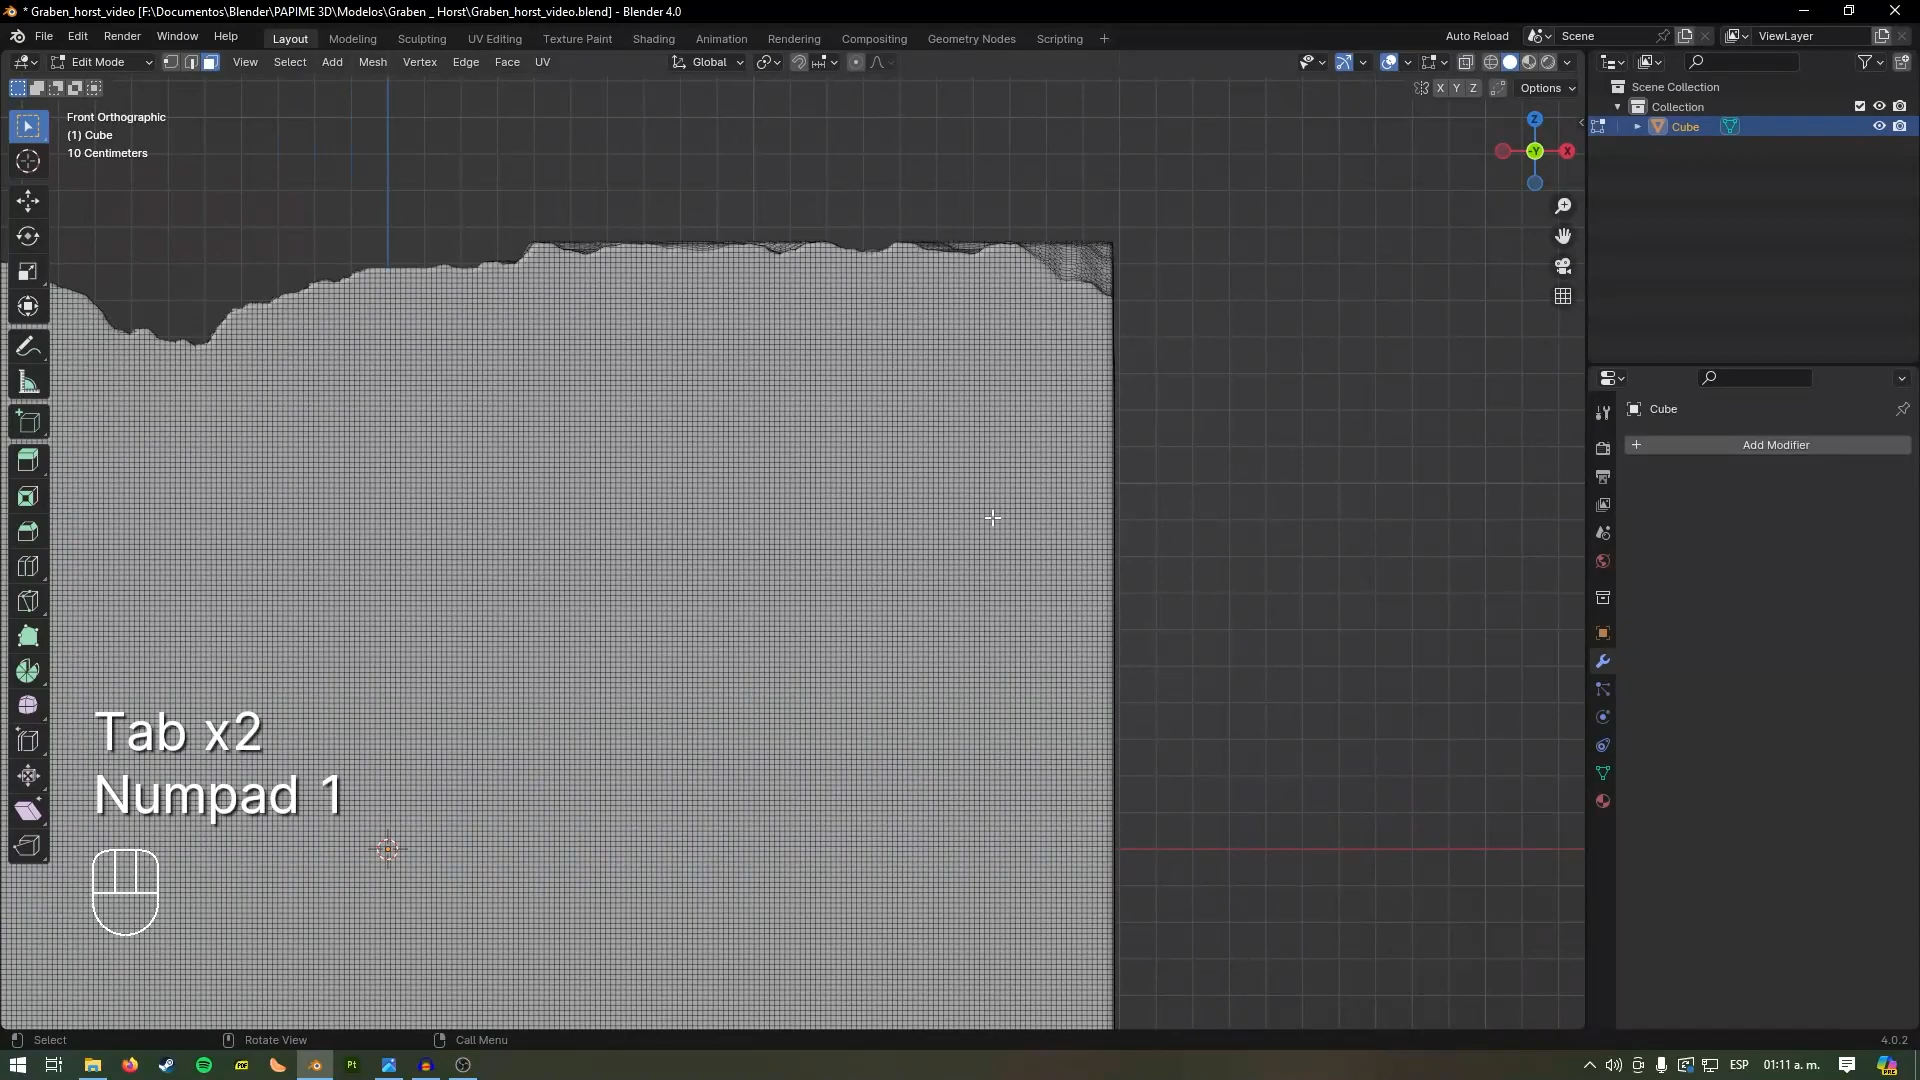 * Graben_horst_video [F:\Documentos\Blender\PAPIME 3D\Modelos\Graben _ Horst\Graben_horst_video.blend] - Blender 4.0
File Edit Render Window Help
Layout Modeling Sculpting UV Editing Texture Paint Shading Animation Rendering Compositing Geometry Nodes Scripting +
Auto Reload Scene ViewLayer
Edit Mode View Select Add Mesh Vertex Edge Face UV
Global
X Y Z Options
Front Orthographic
(1) Cube
10 Centimeters
Z
-Y X
Scene Collection
Collection
Cube
Cube
+ Add Modifier
Tab x2
Numpad 1
Select Rotate View Call Menu 4.0.2
Pt ESP 01:11 a. m.